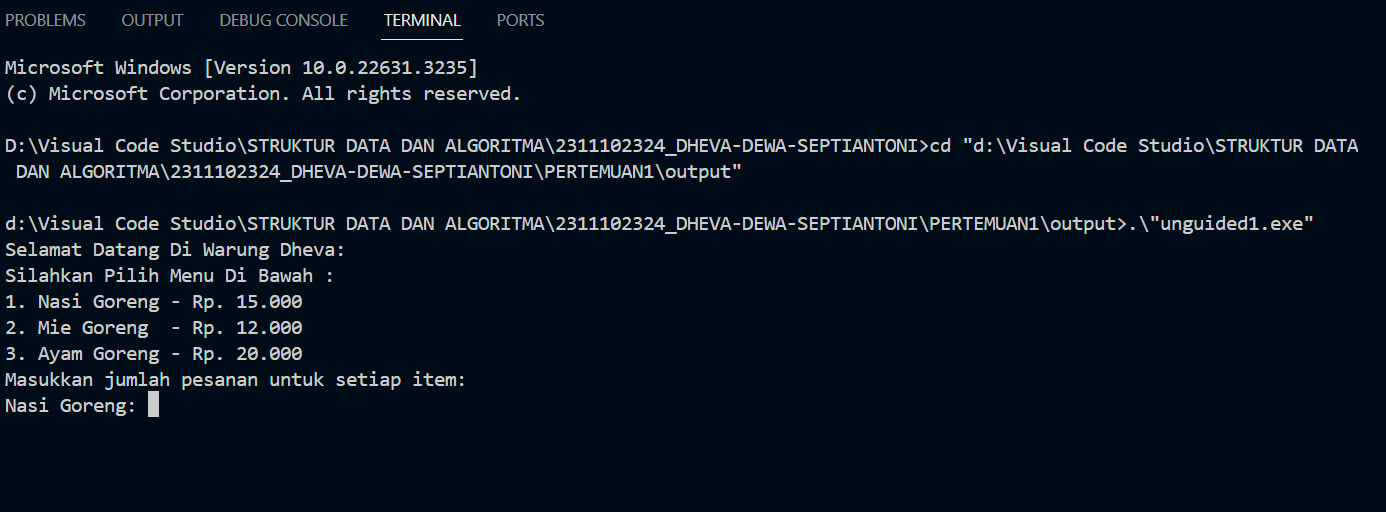 PROBLEMS OUTPUT DEBUG CONSOLE TERMINAL PORTS
Microsoft Windows [Version 10.0.22631.3235]
(c) Microsoft Corporation. All rights reserved.
D:\Visual Code Studio\STRUKTUR DATA DAN ALGORITMA\2311102324_DHEVA-DEWA-SEPTIANTONI>cd "d:\Visual Code Studio\STRUKTUR DATA
 DAN ALGORITMA\2311102324_DHEVA-DEWA-SEPTIANTONI\PERTEMUAN1\output"
d:\Visual Code Studio\STRUKTUR DATA DAN ALGORITMA\2311102324_DHEVA-DEWA-SEPTIANTONI\PERTEMUAN1\output>.\"unguided1.exe"
Selamat Datang Di Warung Dheva:
Silahkan Pilih Menu Di Bawah :
1. Nasi Goreng - Rp. 15.000
2. Mie Goreng  - Rp. 12.000
3. Ayam Goreng - Rp. 20.000
Masukkan jumlah pesanan untuk setiap item:
Nasi Goreng: